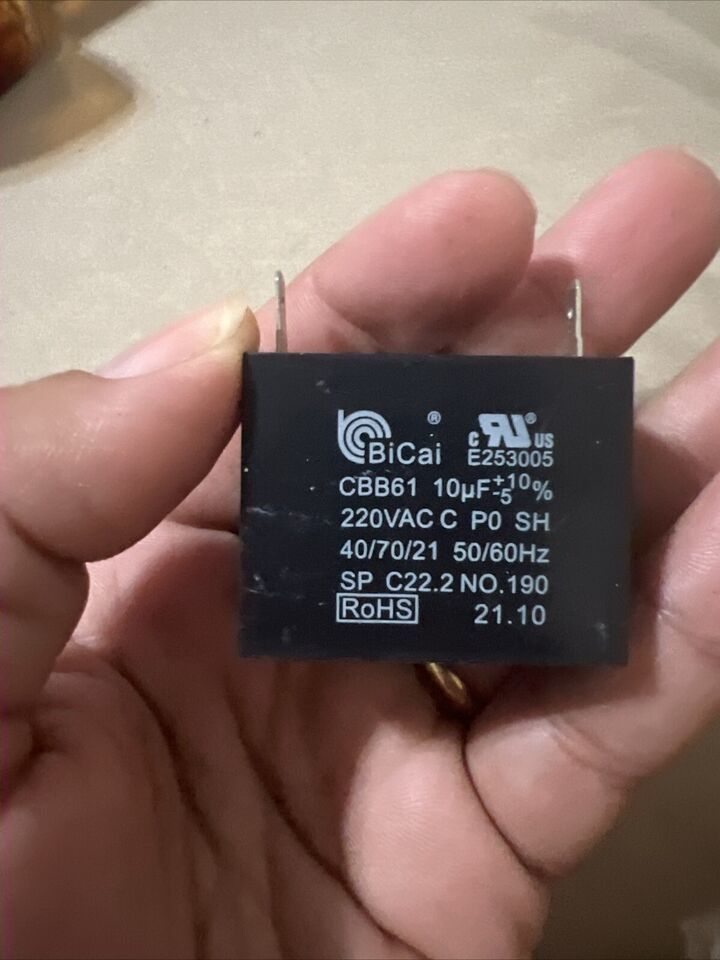 BiCai ® c RU ® US
E253005
CBB61 10µF+10-5%
220VAC C P0 SH
40/70/21 50/60Hz
SP C22.2 NO.190
RoHS 21.10